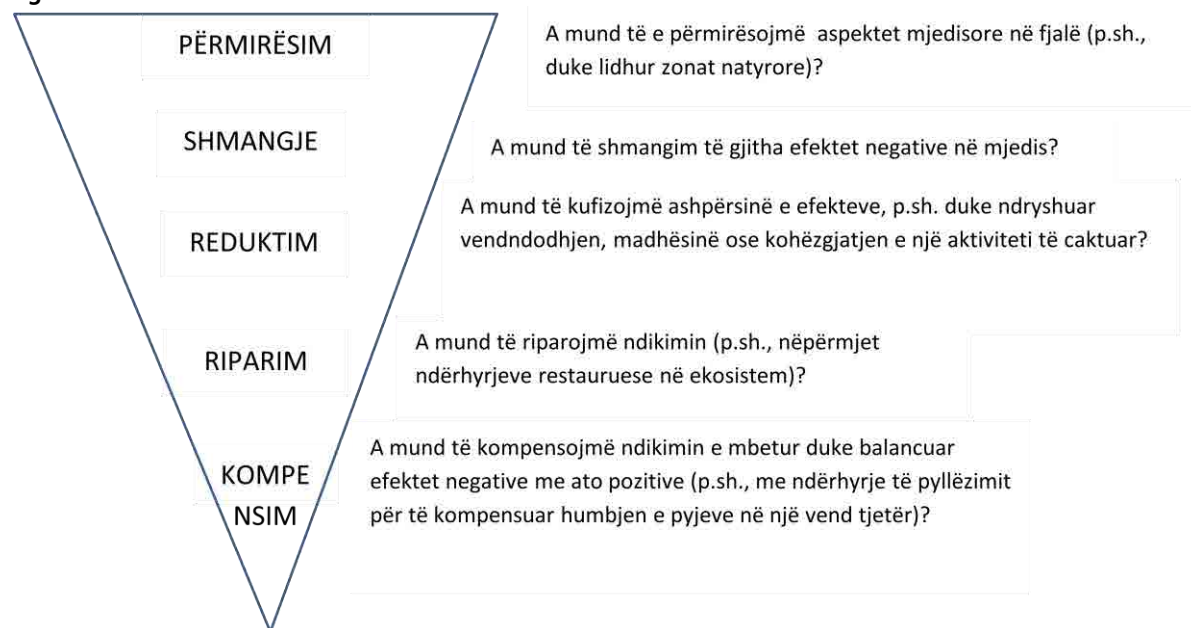 PËRMIRËSIM
A mund të e përmirësojmë aspektet mjedisore në fjalë (p.sh.,
duke lidhur zonat natyrore)?
SHMANGJE
A mund të shmangim të gjitha efektet negative në mjedis?
REDUKTIM
A mund të kufizojmë ashpërsinë e efekteve, p.sh. duke ndryshuar
vendndodhjen, madhësinë ose kohëzgjatjen e një aktiviteti të caktuar?
RIPARIM
A mund të riparojmë ndikimin (p.sh., nëpërmjet
ndërhyrjeve restauruese në ekosistem)?
KOMPE
NSIM
A mund të kompensojmë ndikimin e mbetur duke balancuar
efektet negative me ato pozitive (p.sh., me ndërhyrje të pyllëzimit
për të kompensuar humbjen e pyjeve në një vend tjetër)?